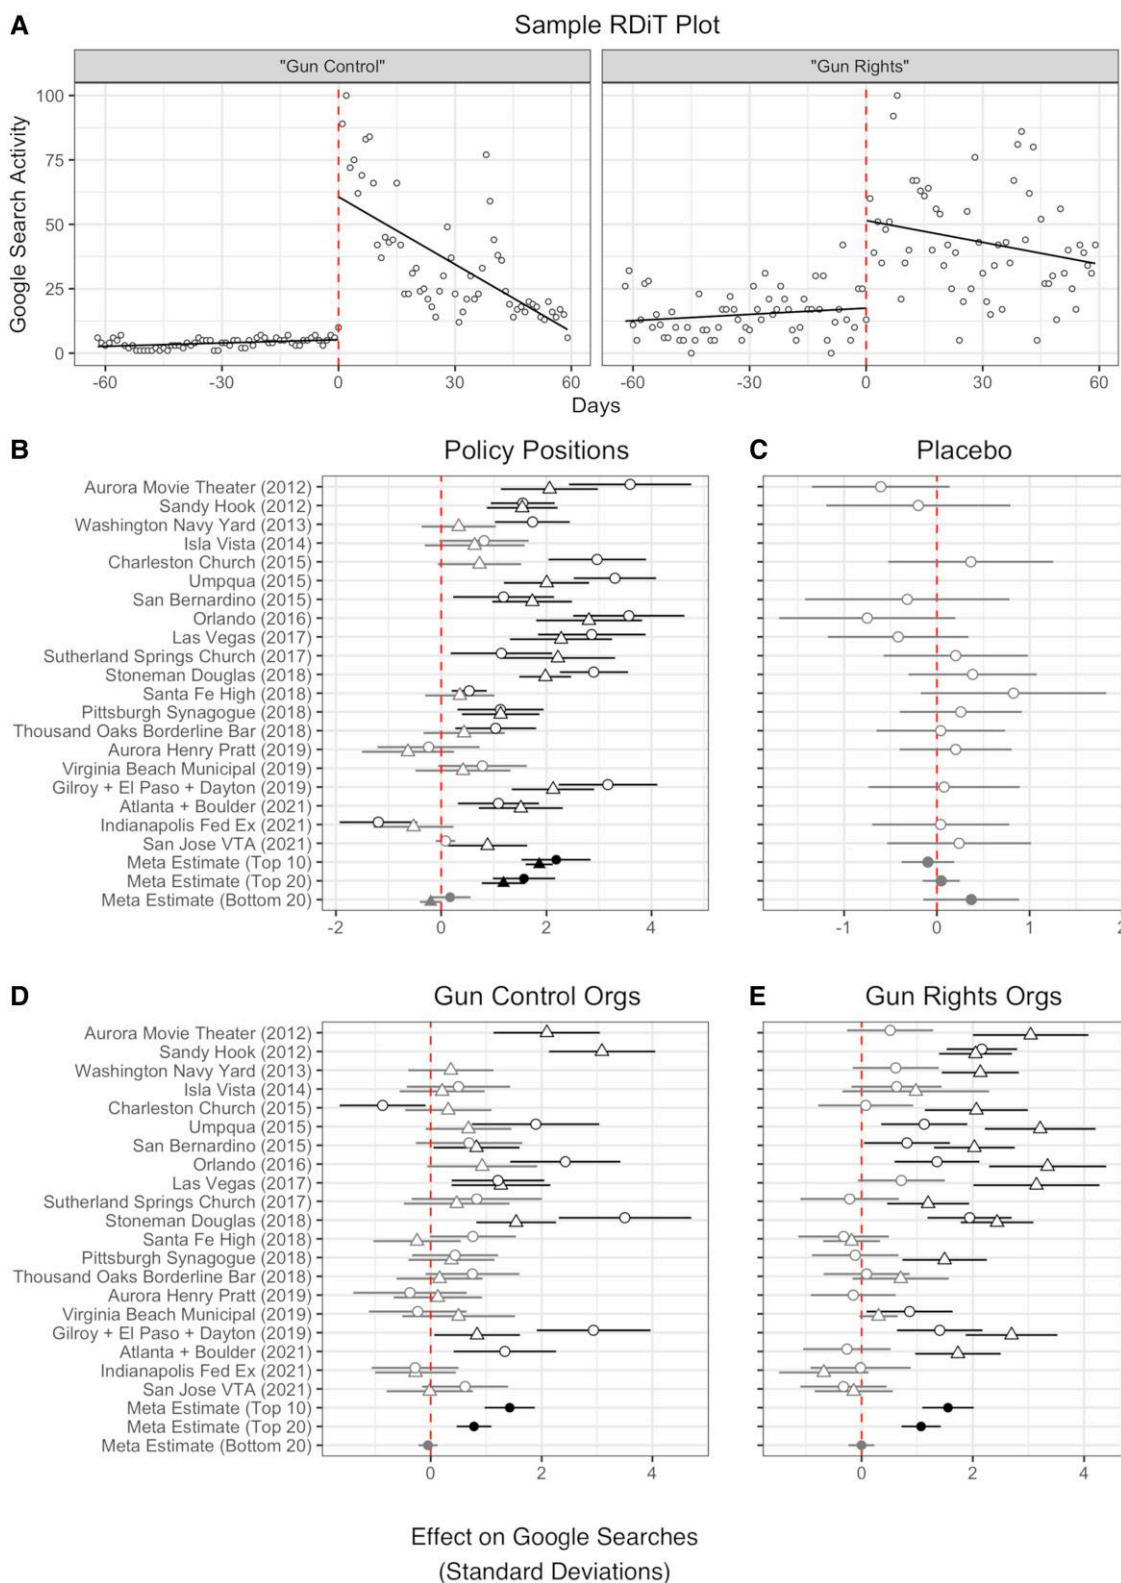 A
Sample RDiT Plot
"Gun Control"
"Gun Rights"
Google Search Activity
100
75
50
25
0
-60
-30
0
30
60
-60
-30
0
30
60
Days
B
Policy Positions
Aurora Movie Theater (2012)
Sandy Hook (2012)
Washington Navy Yard (2013)
Isla Vista (2014)
Charleston Church (2015)
Umpqua (2015)
San Bernardino (2015)
Orlando (2016)
Las Vegas (2017)
Sutherland Springs Church (2017)
Stoneman Douglas (2018)
Santa Fe High (2018)
Pittsburgh Synagogue (2018)
Thousand Oaks Borderline Bar (2018)
Aurora Henry Pratt (2019)
Virginia Beach Municipal (2019)
Gilroy + El Paso + Dayton (2019)
Atlanta + Boulder (2021)
Indianapolis Fed Ex (2021)
San Jose VTA (2021)
Meta Estimate (Top 10)
Meta Estimate (Top 20)
Meta Estimate (Bottom 20)
-2
0
2
4
C
Placebo
-1
0
1
2
D
Gun Control Orgs
Aurora Movie Theater (2012)
Sandy Hook (2012)
Washington Navy Yard (2013)
Isla Vista (2014)
Charleston Church (2015)
Umpqua (2015)
San Bernardino (2015)
Orlando (2016)
Las Vegas (2017)
Sutherland Springs Church (2017)
Stoneman Douglas (2018)
Santa Fe High (2018)
Pittsburgh Synagogue (2018)
Thousand Oaks Borderline Bar (2018)
Aurora Henry Pratt (2019)
Virginia Beach Municipal (2019)
Gilroy + El Paso + Dayton (2019)
Atlanta + Boulder (2021)
Indianapolis Fed Ex (2021)
San Jose VTA (2021)
Meta Estimate (Top 10)
Meta Estimate (Top 20)
Meta Estimate (Bottom 20)
0
2
4
E
Gun Rights Orgs
0
2
4
Effect on Google Searches
(Standard Deviations)